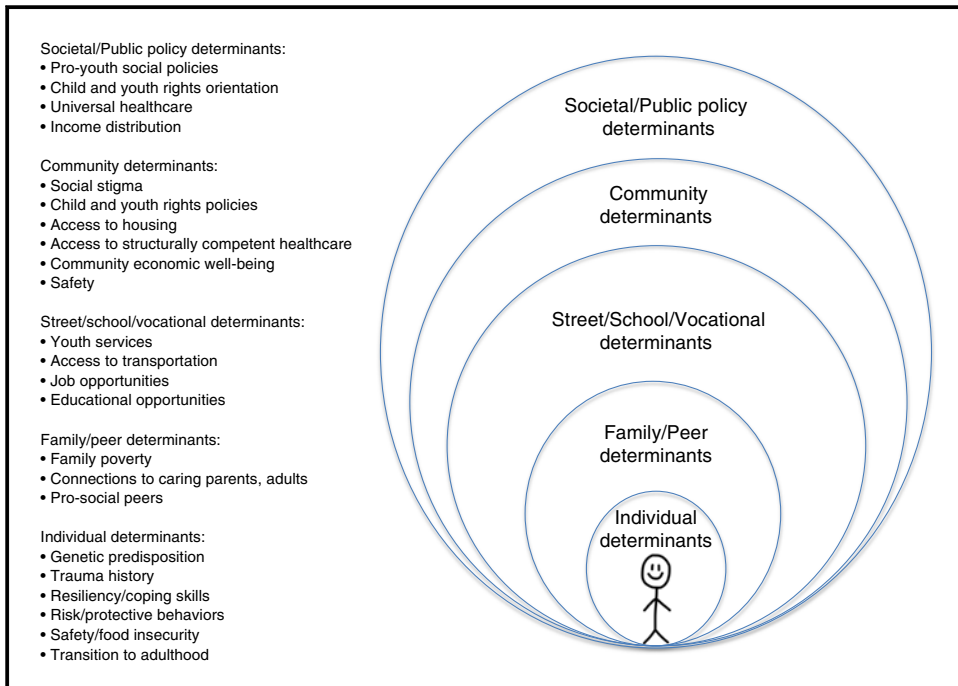 Societal/Public policy determinants:
• Pro-youth social policies
• Child and youth rights orientation
• Universal healthcare
• Income distribution
Community determinants:
• Social stigma
• Child and youth rights policies
• Access to housing
• Access to structurally competent healthcare
• Community economic well-being
• Safety
Street/school/vocational determinants:
• Youth services
• Access to transportation
• Job opportunities
• Educational opportunities
Family/peer determinants:
• Family poverty
• Connections to caring parents, adults
• Pro-social peers
Individual determinants:
• Genetic predisposition
• Trauma history
• Resiliency/coping skills
• Risk/protective behaviors
• Safety/food insecurity
• Transition to adulthood
Societal/Public policy
determinants
Community
determinants
Street/School/Vocational
determinants
Family/Peer
determinants
Individual
determinants